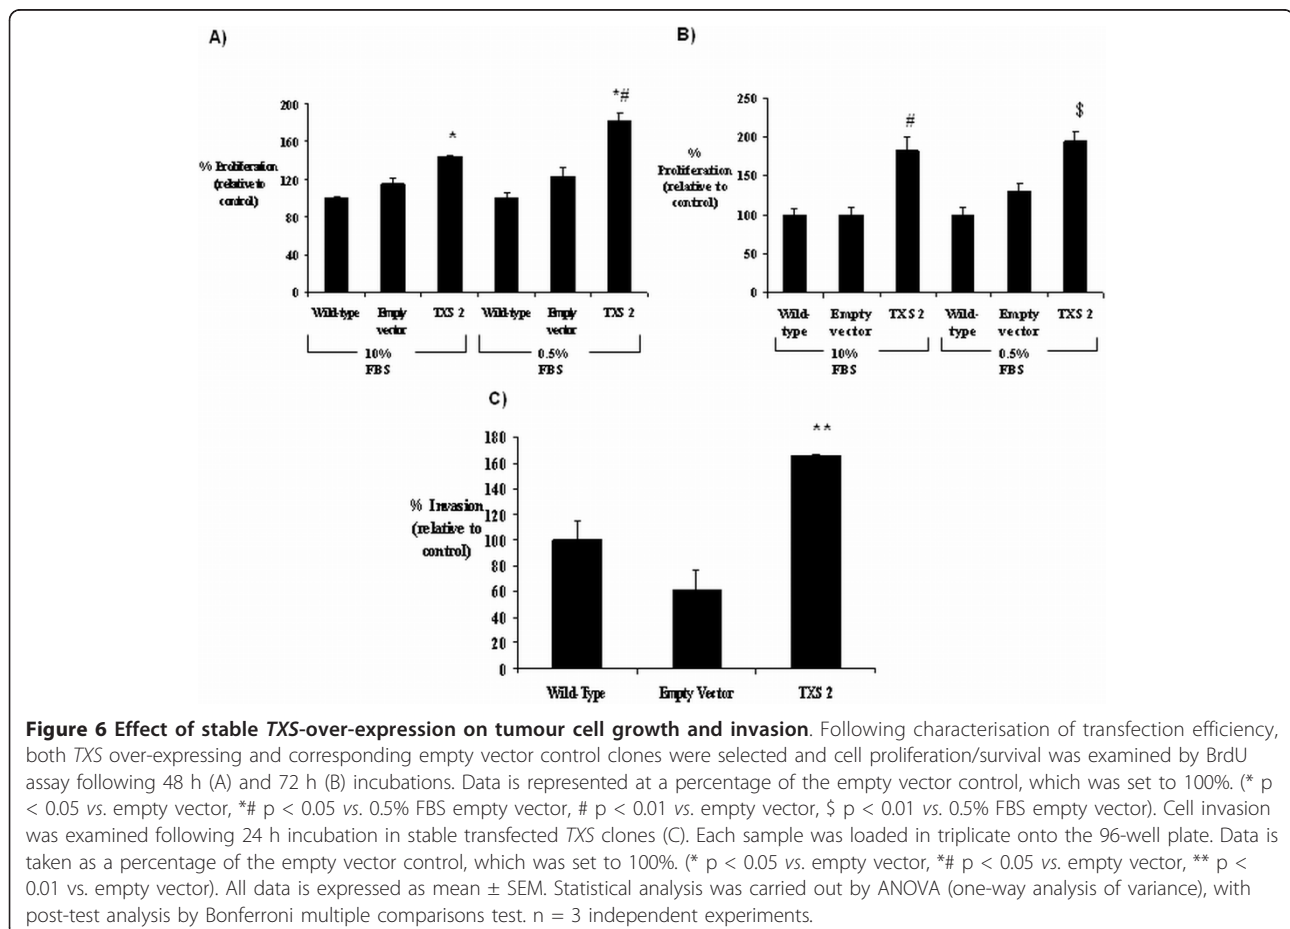 A)
% Proliferation
(relative to
control)
200
160
120
80
40
0
*
*#
Wild-type
Empty
vector
TXS 2
Wild-type
Empty
vector
TXS 2
10%
FBS
0.5%
FBS
B)
%
Proliferation
(relative to
control)
250
200
150
100
50
0
#
$
Wild-
type
Empty
vector
TXS 2
Wild-
type
Empty
vector
TXS 2
10%
FBS
0.5%
FBS
C)
% Invasion
(relative to
control)
180
160
140
120
100
80
60
40
20
0
**
Wild-Type
Empty Vector
TXS 2
Figure 6 Effect of stable TXS-over-expression on tumour cell growth and invasion. Following characterisation of transfection efficiency,
both TXS over-expressing and corresponding empty vector control clones were selected and cell proliferation/survival was examined by BrdU
assay following 48 h (A) and 72 h (B) incubations. Data is represented at a percentage of the empty vector control, which was set to 100%. (* p
< 0.05 vs. empty vector, *# p < 0.05 vs. 0.5% FBS empty vector, # p < 0.01 vs. empty vector, $ p < 0.01 vs. 0.5% FBS empty vector). Cell invasion
was examined following 24 h incubation in stable transfected TXS clones (C). Each sample was loaded in triplicate onto the 96-well plate. Data is
taken as a percentage of the empty vector control, which was set to 100%. (* p < 0.05 vs. empty vector, *# p < 0.05 vs. empty vector, ** p <
0.01 vs. empty vector). All data is expressed as mean ± SEM. Statistical analysis was carried out by ANOVA (one-way analysis of variance), with
post-test analysis by Bonferroni multiple comparisons test. n = 3 independent experiments.